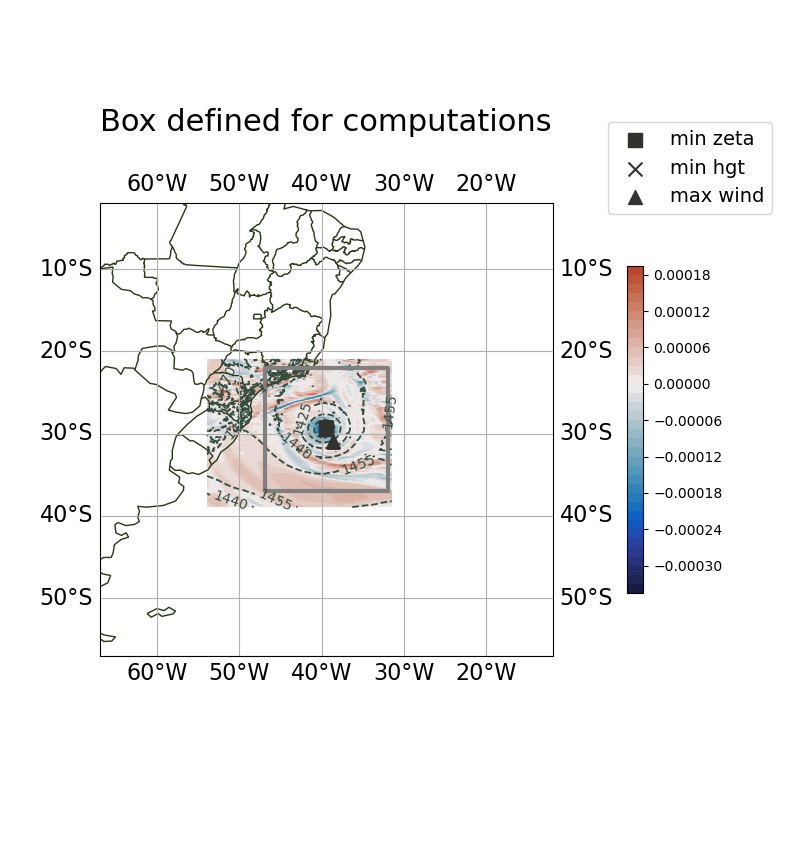 Box defined for computations
min zeta
min hgt
max wind
60°W 50°W 40°W 30°W 20°W
10°S 10°S
20°S 20°S
30°S 30°S
40°S 40°S
50°S 50°S
60°W 50°W 40°W 30°W 20°W
1425
1455
1440
1455
1440
1455
0.00018
0.00012
0.00006
0.00000
−0.00006
−0.00012
−0.00018
−0.00024
−0.00030